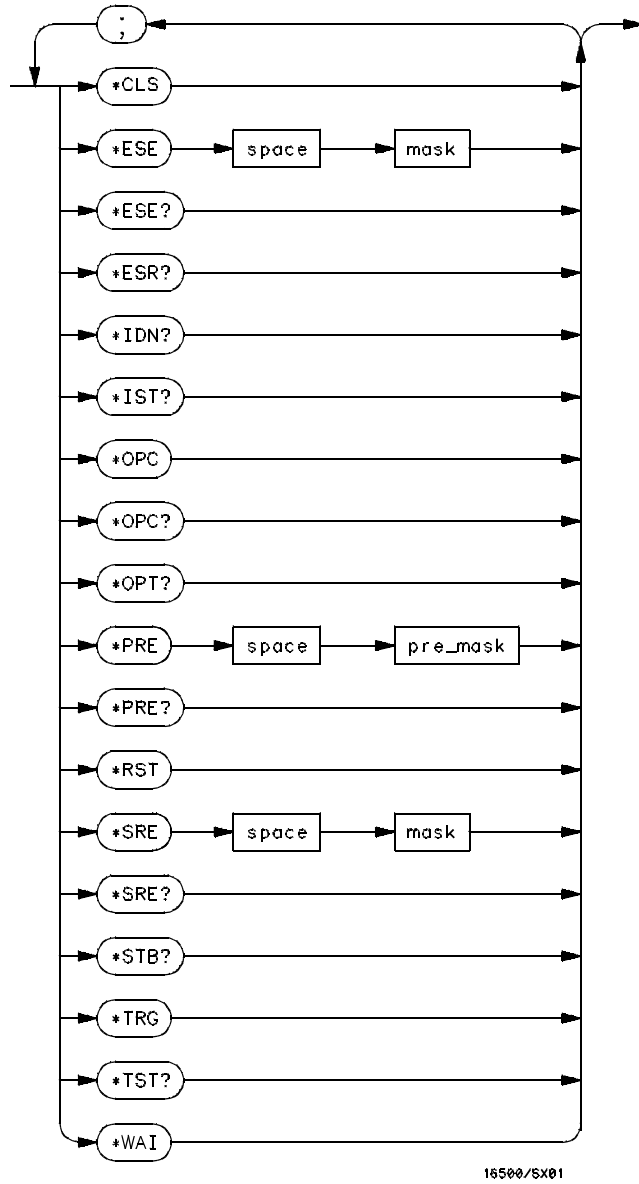 ;
*CLS
*ESE space mask
*ESE?
*ESR?
*IDN?
*IST?
*OPC
*OPC?
*OPT?
*PRE space pre_mask
*PRE?
*RST
*SRE space mask
*SRE?
*STB?
*TRG
*TST?
*WAI
16500/SX01